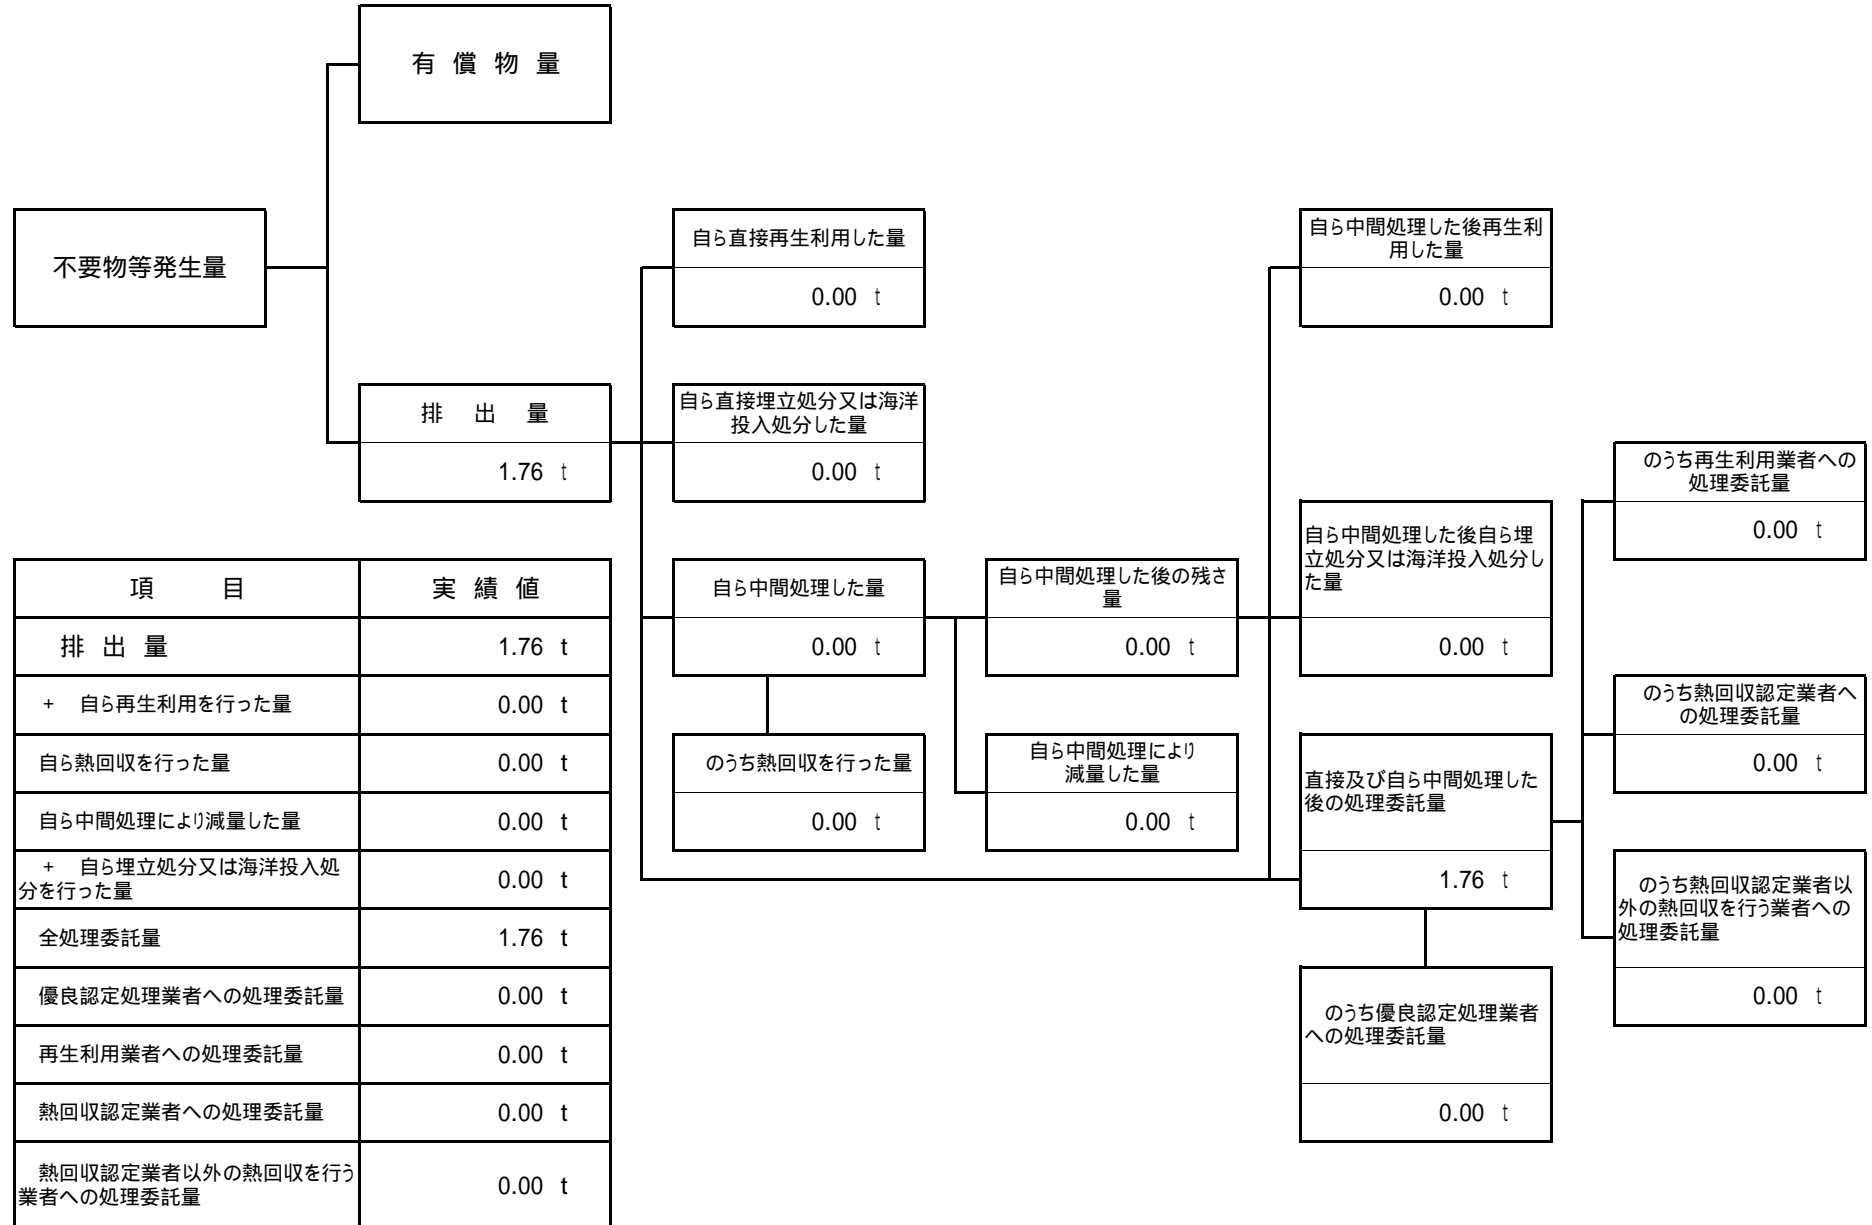 有 償 物 量
不要物等発生量
自ら直接再生利用した量
0.00 t
自ら中間処理した後再生利
用した量
0.00 t
排 出 量
1.76 t
自ら直接埋立処分又は海洋
投入処分した量
0.00 t
のうち再生利用業者への
処理委託量
0.00 t
自ら中間処理した後自ら埋
立処分又は海洋投入処分し
た量
0.00 t
自ら中間処理した量
0.00 t
自ら中間処理した後の残さ
量
0.00 t
のうち熱回収認定業者へ
の処理委託量
0.00 t
のうち熱回収を行った量
0.00 t
自ら中間処理により
減量した量
0.00 t
直接及び自ら中間処理した
後の処理委託量
1.76 t
のうち熱回収認定業者以
外の熱回収を行う業者への
処理委託量
0.00 t
のうち優良認定処理業者
への処理委託量
0.00 t
項 目 実 績 値
排 出 量 1.76 t
+ 自ら再生利用を行った量 0.00 t
自ら熱回収を行った量 0.00 t
自ら中間処理により減量した量 0.00 t
+ 自ら埋立処分又は海洋投入処
分を行った量 0.00 t
全処理委託量 1.76 t
優良認定処理業者への処理委託量 0.00 t
再生利用業者への処理委託量 0.00 t
熱回収認定業者への処理委託量 0.00 t
熱回収認定業者以外の熱回収を行う
業者への処理委託量 0.00 t